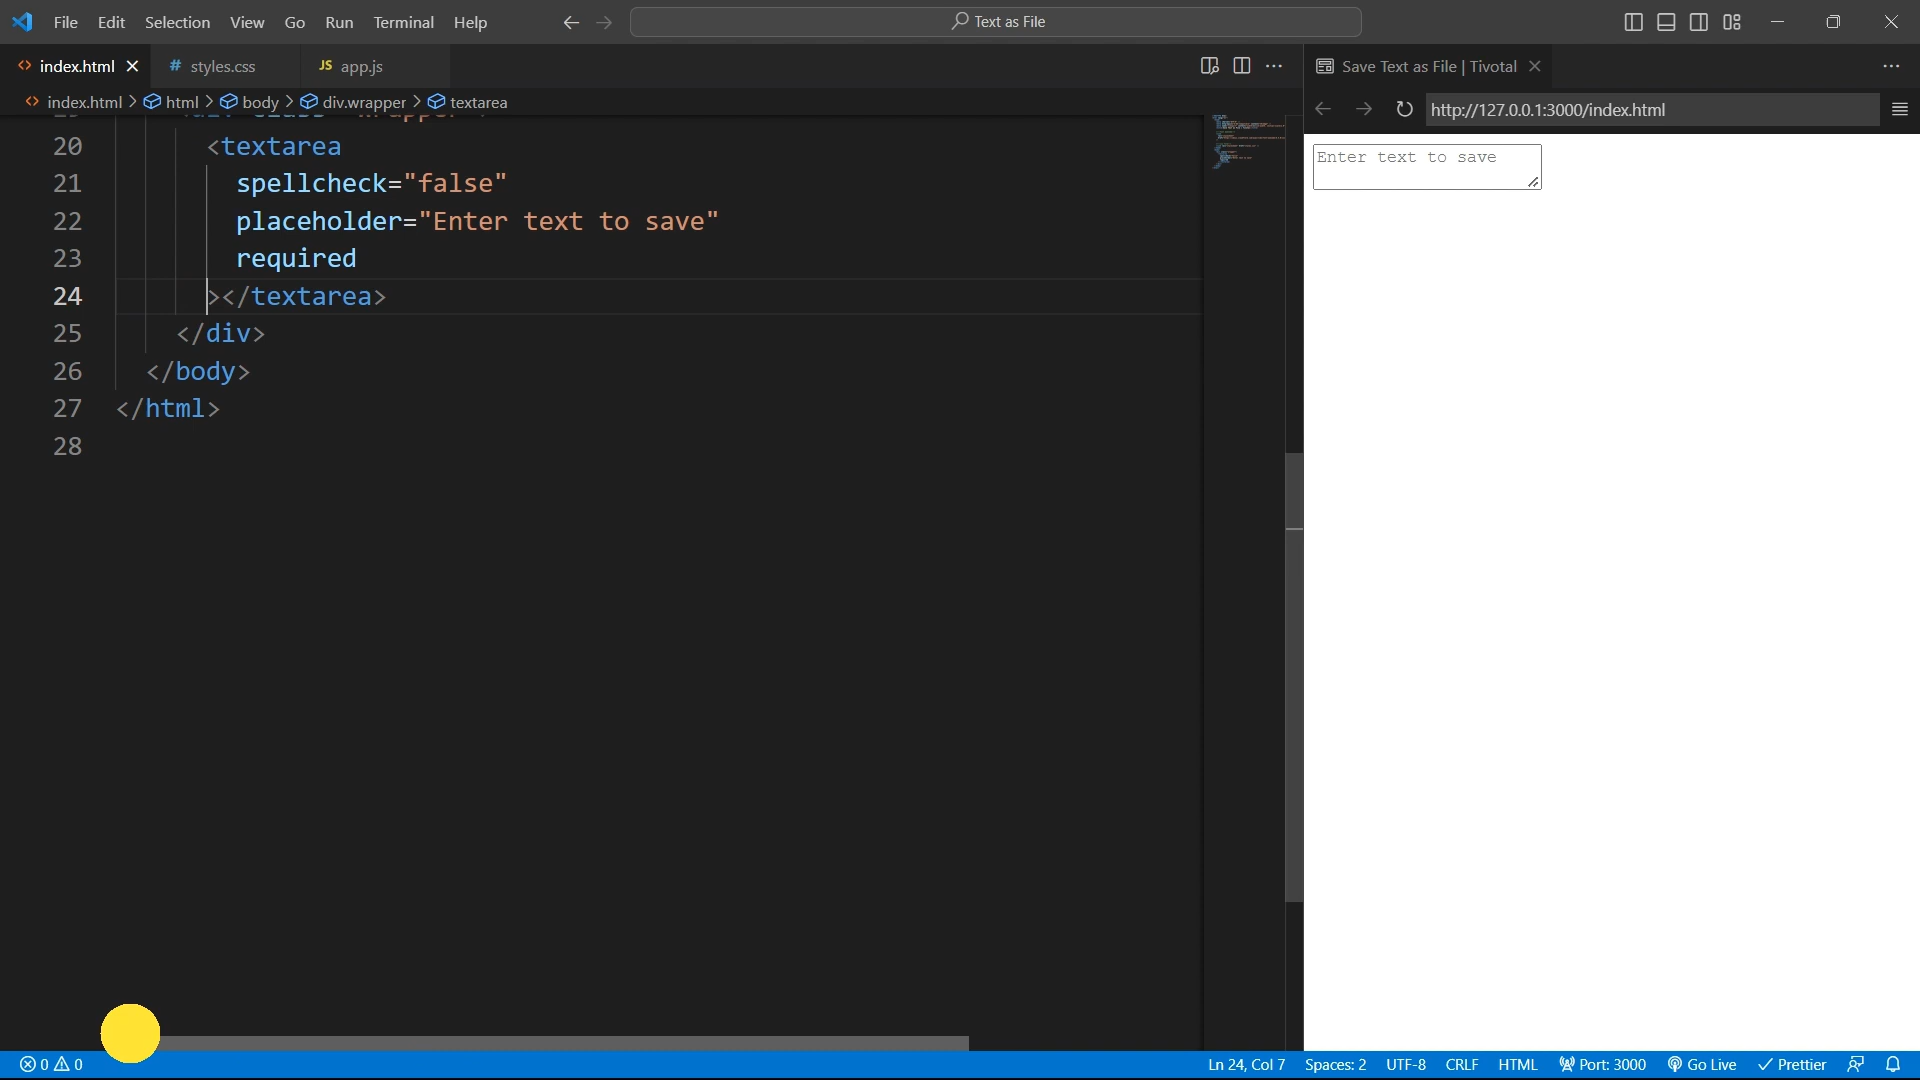 File Edit Selection View Go Run Terminal Help
Text as File
index.html
# styles.css
JS app.js
Save Text as File | Tivotal
index.html > html > body > div.wrapper > textarea
http://127.0.0.1:3000/index.html
20 <textarea
21 spellcheck="false"
22 placeholder="Enter text to save"
23 required
24 ></textarea>
25 </div>
26 </body>
27 </html>
28
Enter text to save
0 0
Ln 24, Col 7 Spaces: 2 UTF-8 CRLF HTML Port: 3000 Go Live Prettier